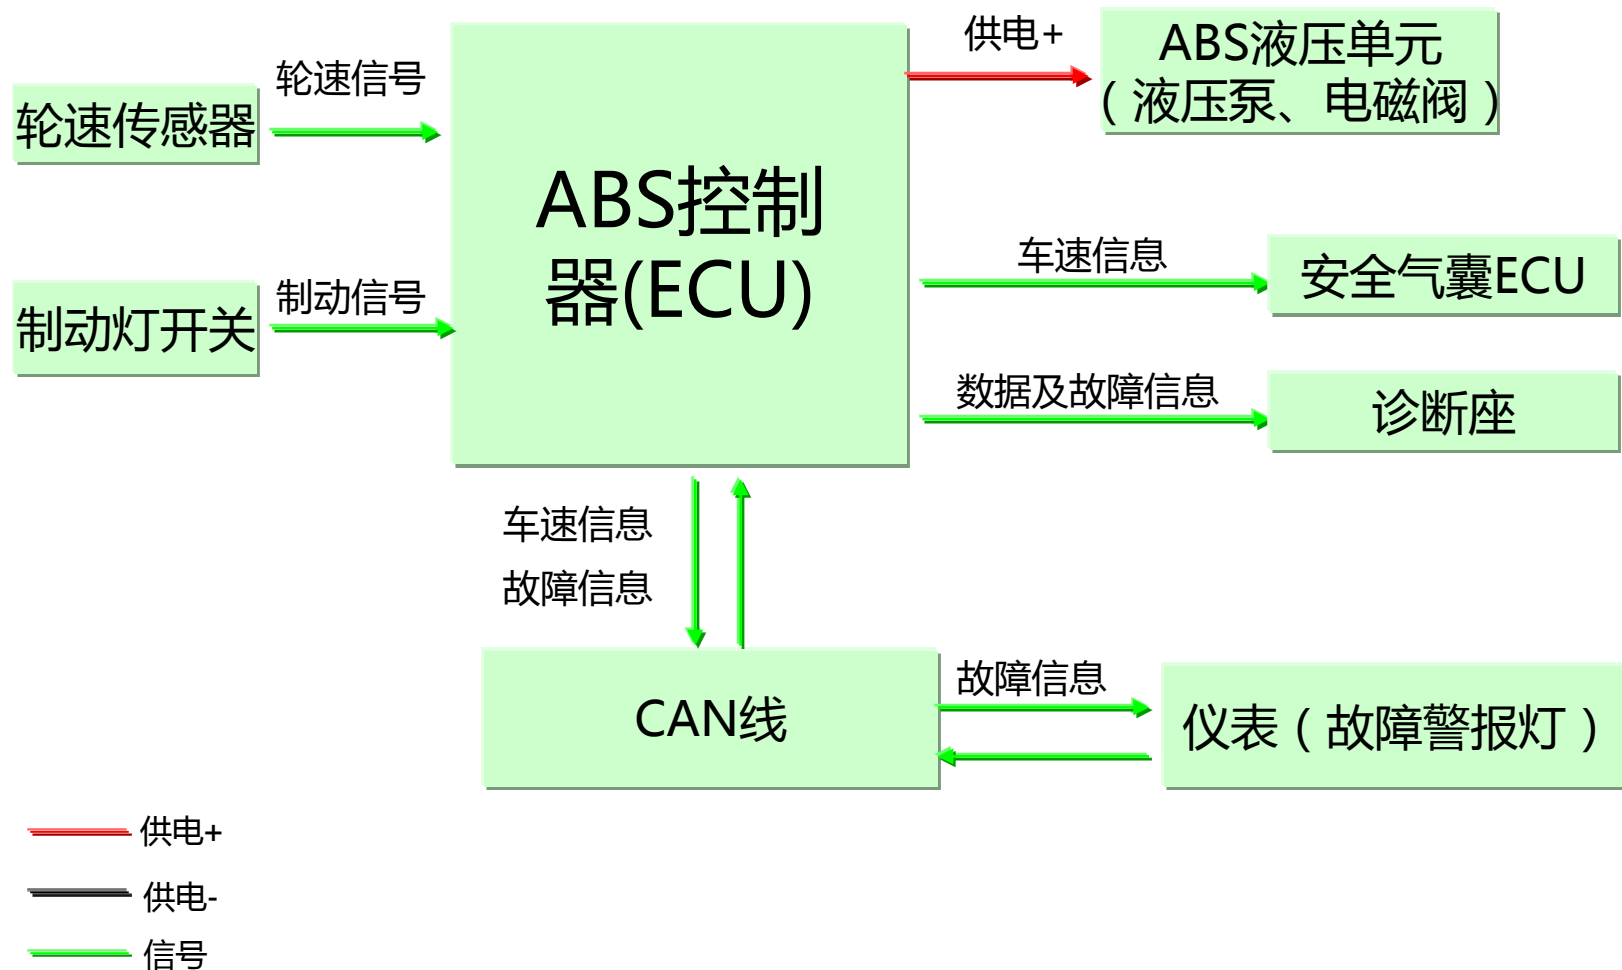 供电+
ABS液压单元
（液压泵、电磁阀）
轮速信号
轮速传感器
ABS控制
器(ECU)
车速信息
安全气囊ECU
制动信号
制动灯开关
数据及故障信息
诊断座
车速信息
故障信息
故障信息
CAN线
仪表（故障警报灯）
供电+
供电-
信号